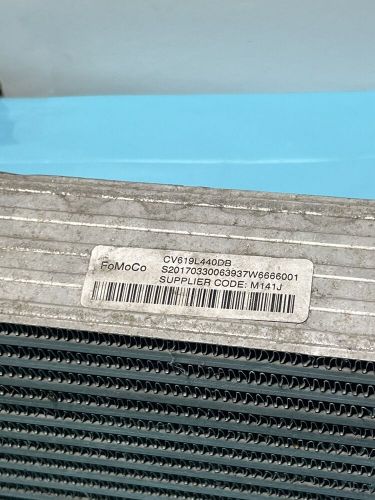 CV619L440DB
FoMoCo S20170330063937W6666001
SUPPLIER CODE: M141J